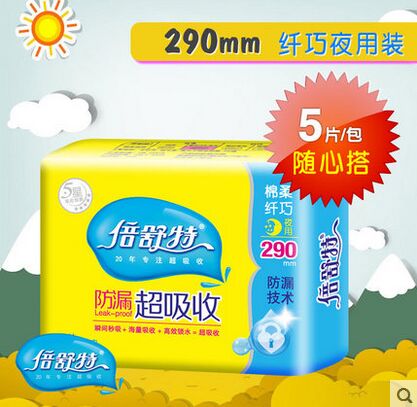 290mm 纤巧夜用装
5片/包
随心搭
5星
倍舒特®
20年专注超吸收
棉柔
纤巧
夜用
290
mm
防漏
Leak-proof
超吸收
瞬间秒吸+海量吸收+高效锁水=超吸收
防漏
技术
倍舒特
倍舒特®
20年专注超吸收